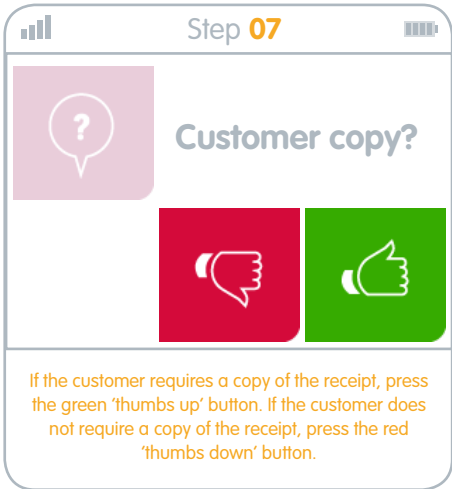 Step 07
?
Customer copy?
If the customer requires a copy of the receipt, press
the green ‘thumbs up’ button. If the customer does
not require a copy of the receipt, press the red
‘thumbs down’ button.